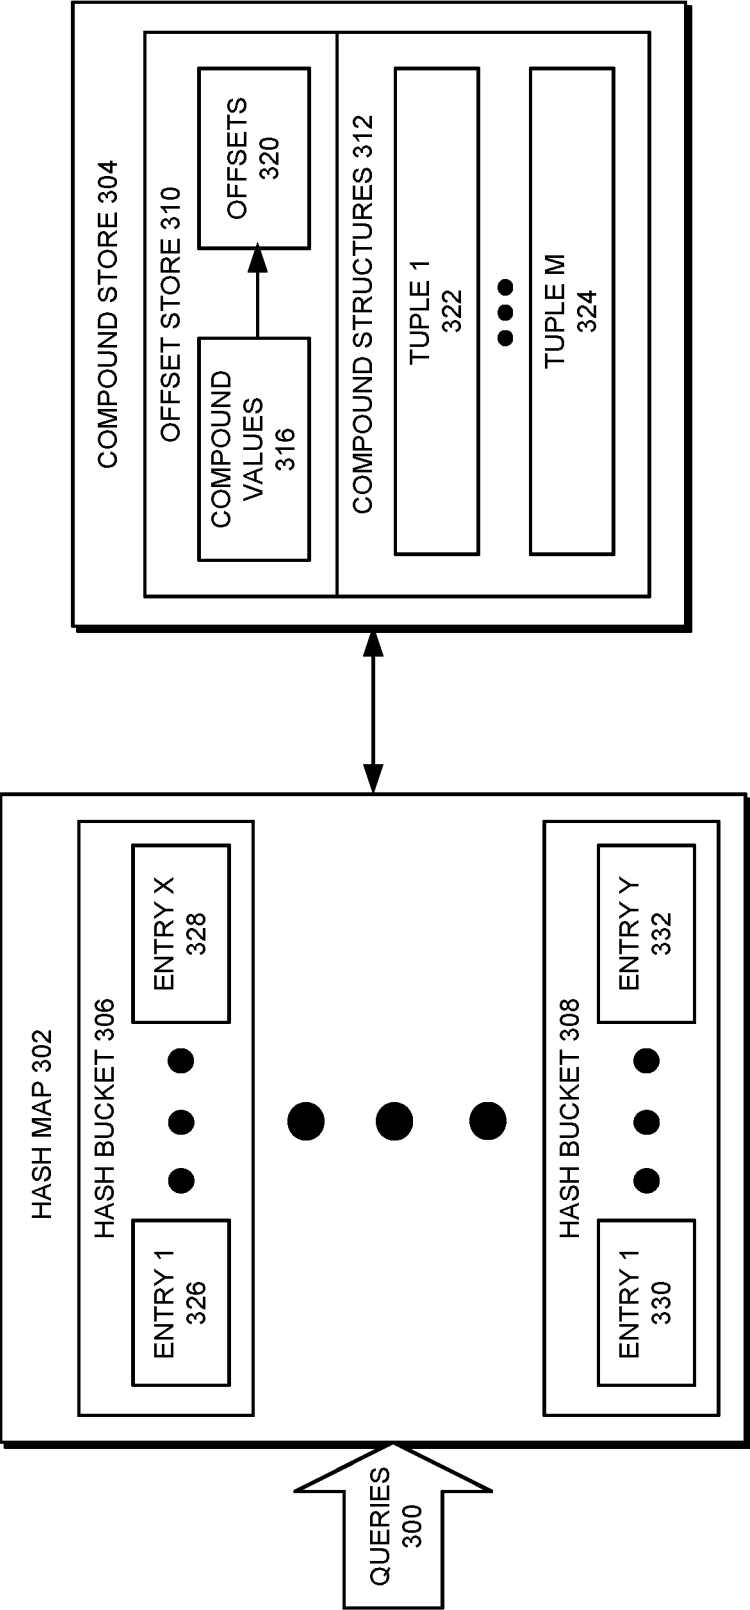 QUERIES
300
HASH MAP 302
HASH BUCKET 306
ENTRY 1
326
ENTRY X
328
HASH BUCKET 308
ENTRY 1
330
ENTRY Y
332
COMPOUND STORE 304
OFFSET STORE 310
COMPOUND
VALUES
316
OFFSETS
320
COMPOUND STRUCTURES 312
TUPLE 1
322
TUPLE M
324